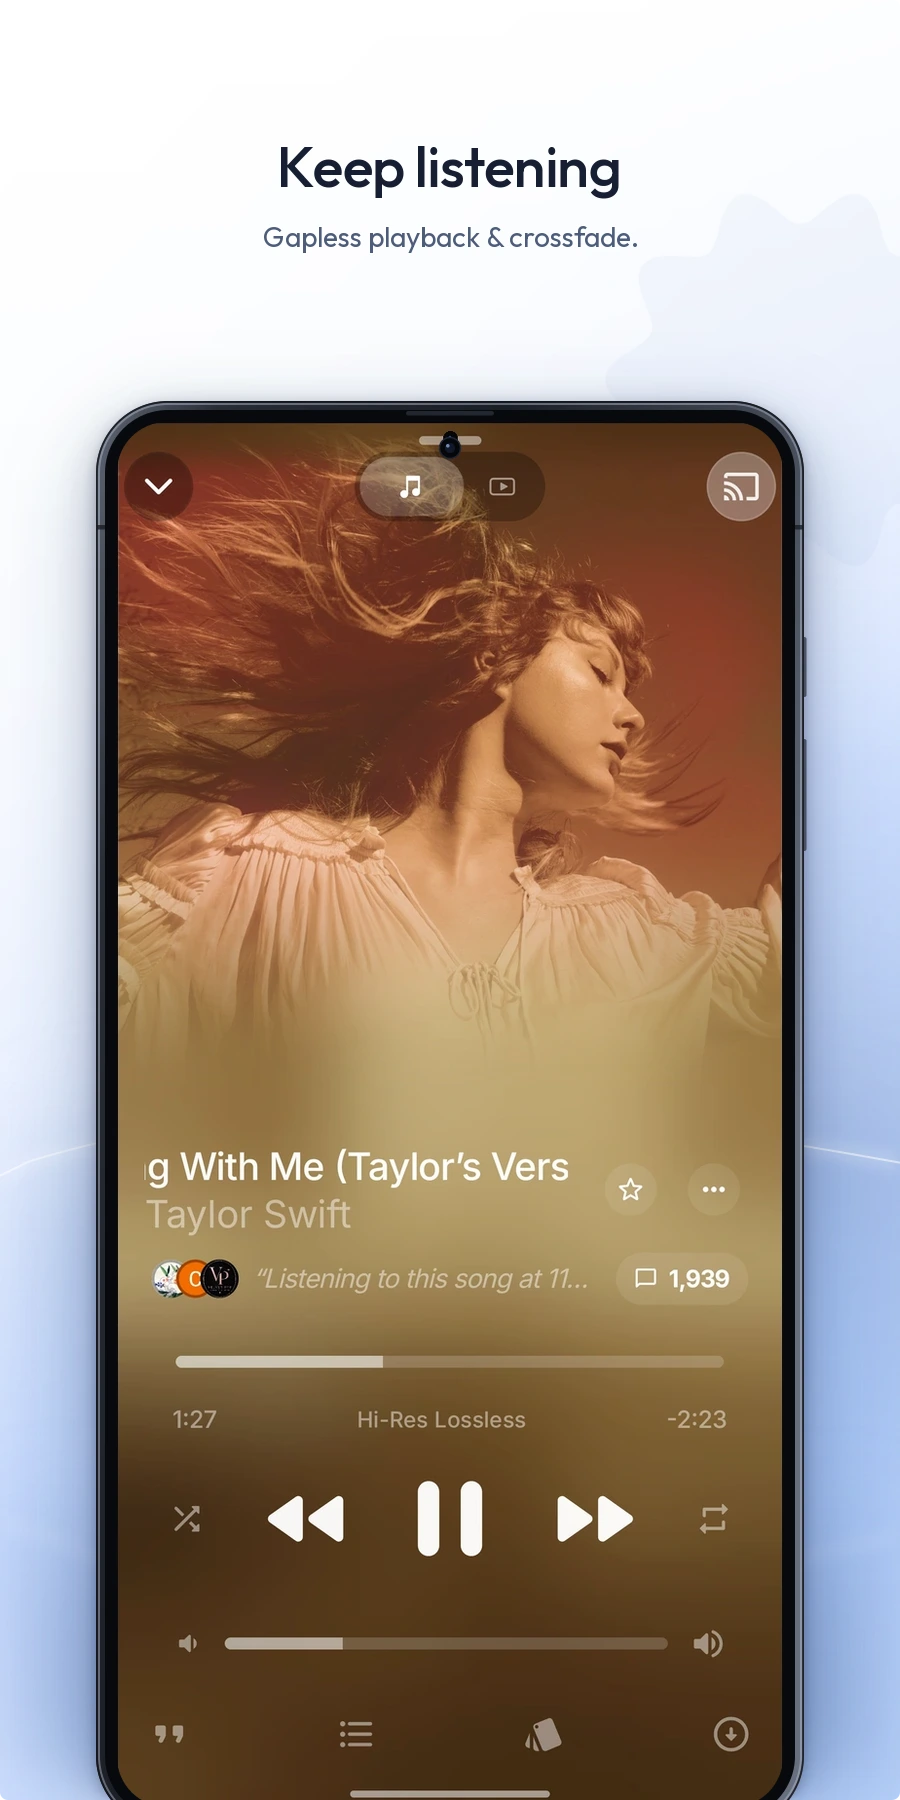 Keep listening
Gapless playback & crossfade.
g With Me (Taylor’s Vers
Taylor Swift
C
VP
“Listening to this song at 11...
1,939
1:27
Hi-Res Lossless
-2:23